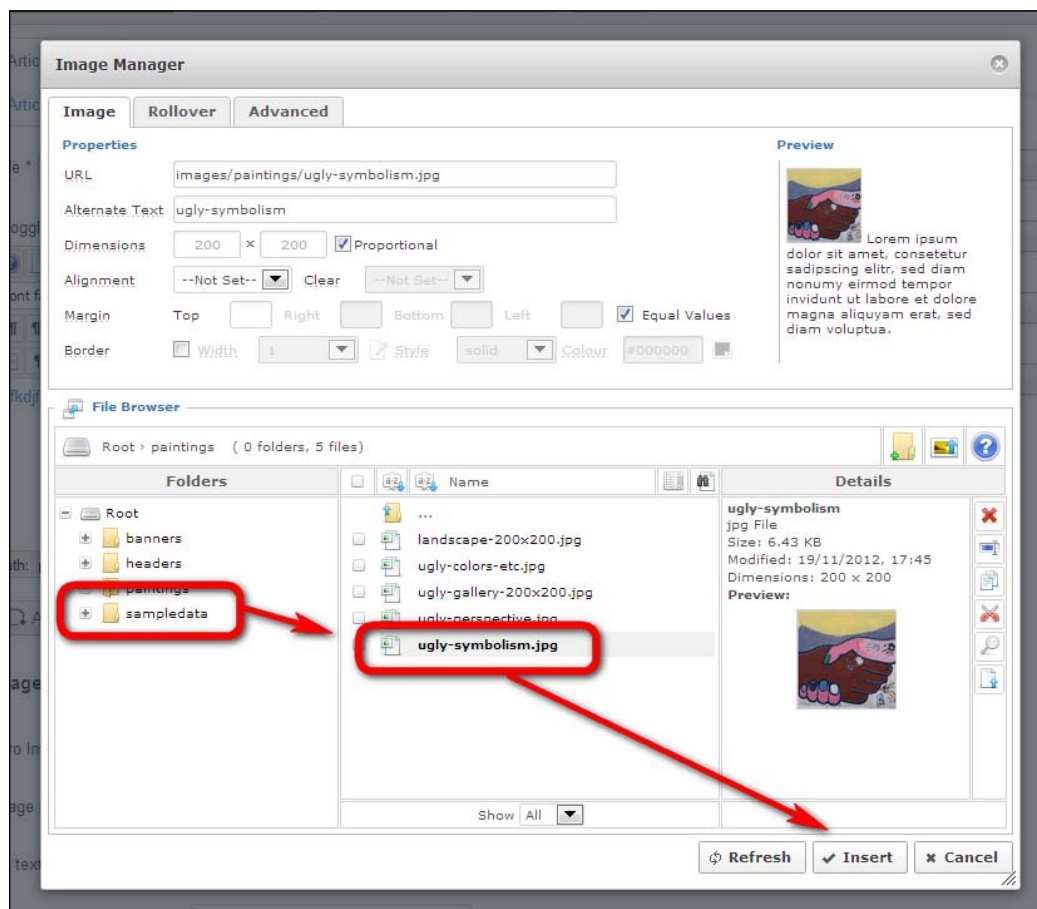 Image Manager
Image Rollover Advanced
Properties
Preview
URL images/paintings/ugly-symbolism.jpg
Alternate Text ugly-symbolism
Dimensions 200 × 200 Proportional
Alignment --Not Set-- Clear --Not Set--
Margin Top Right Bottom Left Equal Values
Border Width 1 Style solid Colour #000000
Lorem ipsum
dolor sit amet, consetetur
sadipscing elitr, sed diam
nonumy eirmod tempor
invidunt ut labore et dolore
magna aliquyam erat, sed
diam voluptua.
File Browser
Root › paintings ( 0 folders, 5 files)
Folders
Name
Details
Root
banners
headers
paintings
sampledata
...
landscape-200x200.jpg
ugly-colors-etc.jpg
ugly-gallery-200x200.jpg
ugly-perspective.jpg
ugly-symbolism.jpg
ugly-symbolism
jpg File
Size: 6.43 KB
Modified: 19/11/2012, 17:45
Dimensions: 200 x 200
Preview:
Show All
Refresh Insert Cancel